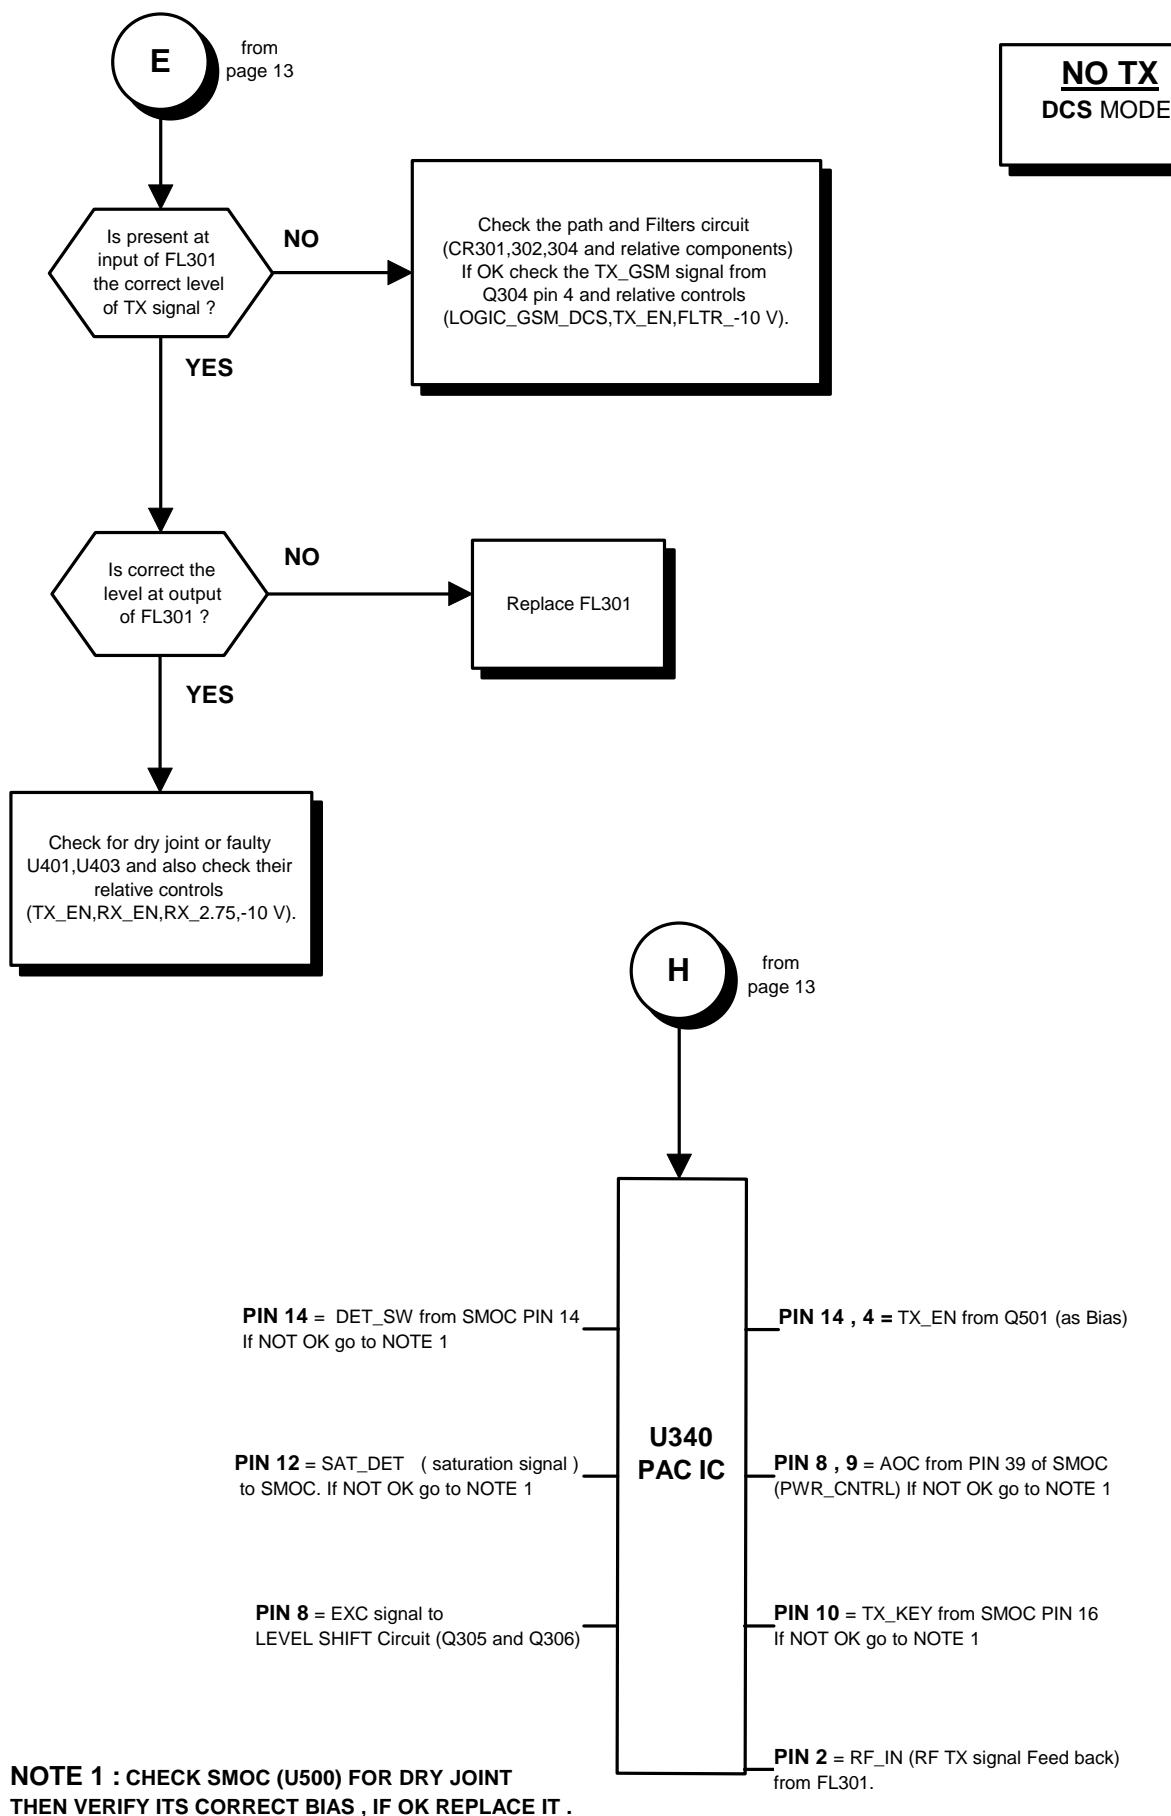 E
from
page 13
NO TX
DCS MODE
Is present at
input of FL301
the correct level
of TX signal ?
NO
Check the path and Filters circuit
(CR301,302,304 and relative components)
If OK check the TX_GSM signal from
Q304 pin 4 and relative controls
(LOGIC_GSM_DCS,TX_EN,FLTR_-10 V).
YES
Is correct the
level at output
of FL301 ?
NO
Replace FL301
YES
Check for dry joint or faulty
U401,U403 and also check their
relative controls
(TX_EN,RX_EN,RX_2.75,-10 V).
H
from
page 13
PIN 14 = DET_SW from SMOC PIN 14
If NOT OK go to NOTE 1
PIN 14 , 4 = TX_EN from Q501 (as Bias)
U340
PAC IC
PIN 12 = SAT_DET ( saturation signal )
to SMOC. If NOT OK go to NOTE 1
PIN 8 , 9 = AOC from PIN 39 of SMOC
(PWR_CNTRL) If NOT OK go to NOTE 1
PIN 8 = EXC signal to
LEVEL SHIFT Circuit (Q305 and Q306)
PIN 10 = TX_KEY from SMOC PIN 16
If NOT OK go to NOTE 1
PIN 2 = RF_IN (RF TX signal Feed back)
from FL301.
NOTE 1 : CHECK SMOC (U500) FOR DRY JOINT
THEN VERIFY ITS CORRECT BIAS , IF OK REPLACE IT .